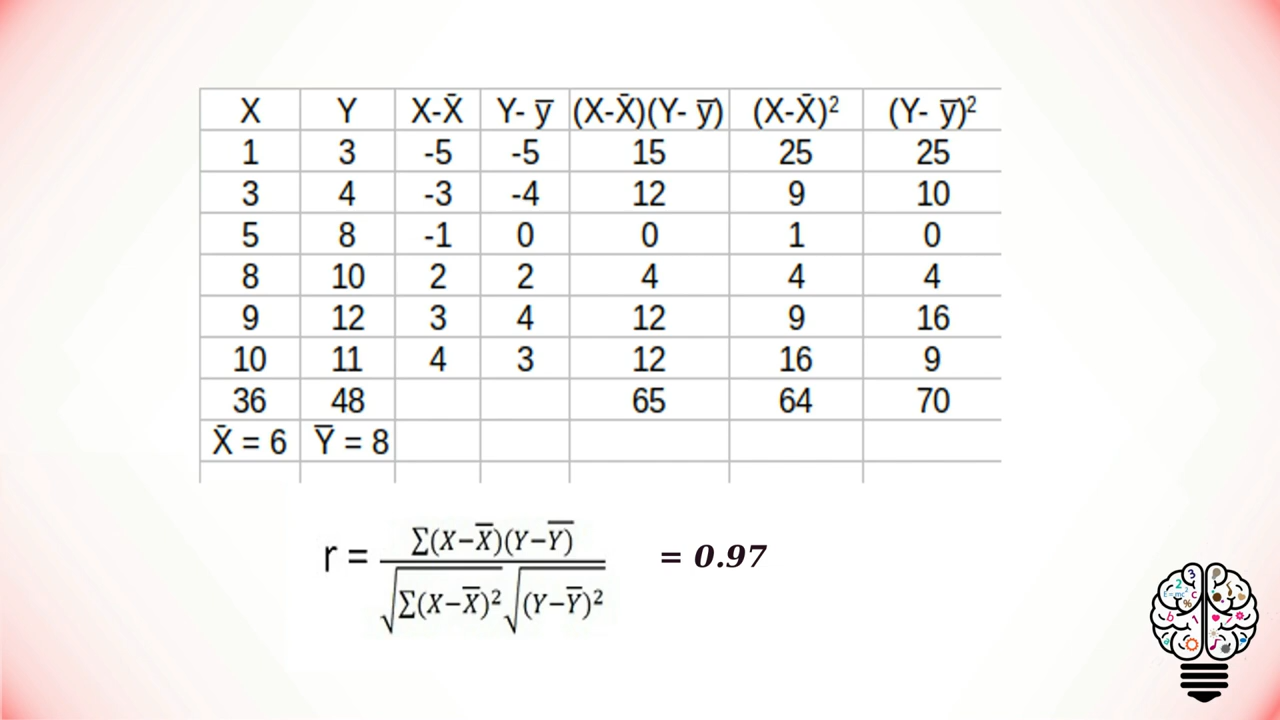 X Y X-X̄ Y- y̅ (X-X̄)(Y- y̅) (X-X̄)² (Y- y̅)²
1 3 -5 -5 15 25 25
3 4 -3 -4 12 9 10
5 8 -1 0 0 1 0
8 10 2 2 4 4 4
9 12 3 4 12 9 16
10 11 4 3 12 16 9
36 48 65 64 70
X̄ = 6 Y̅ = 8
r = ∑(X−X̅)(Y−Y̅) / √∑(X−X̅)² √(Y−Y̅)² = 0.97